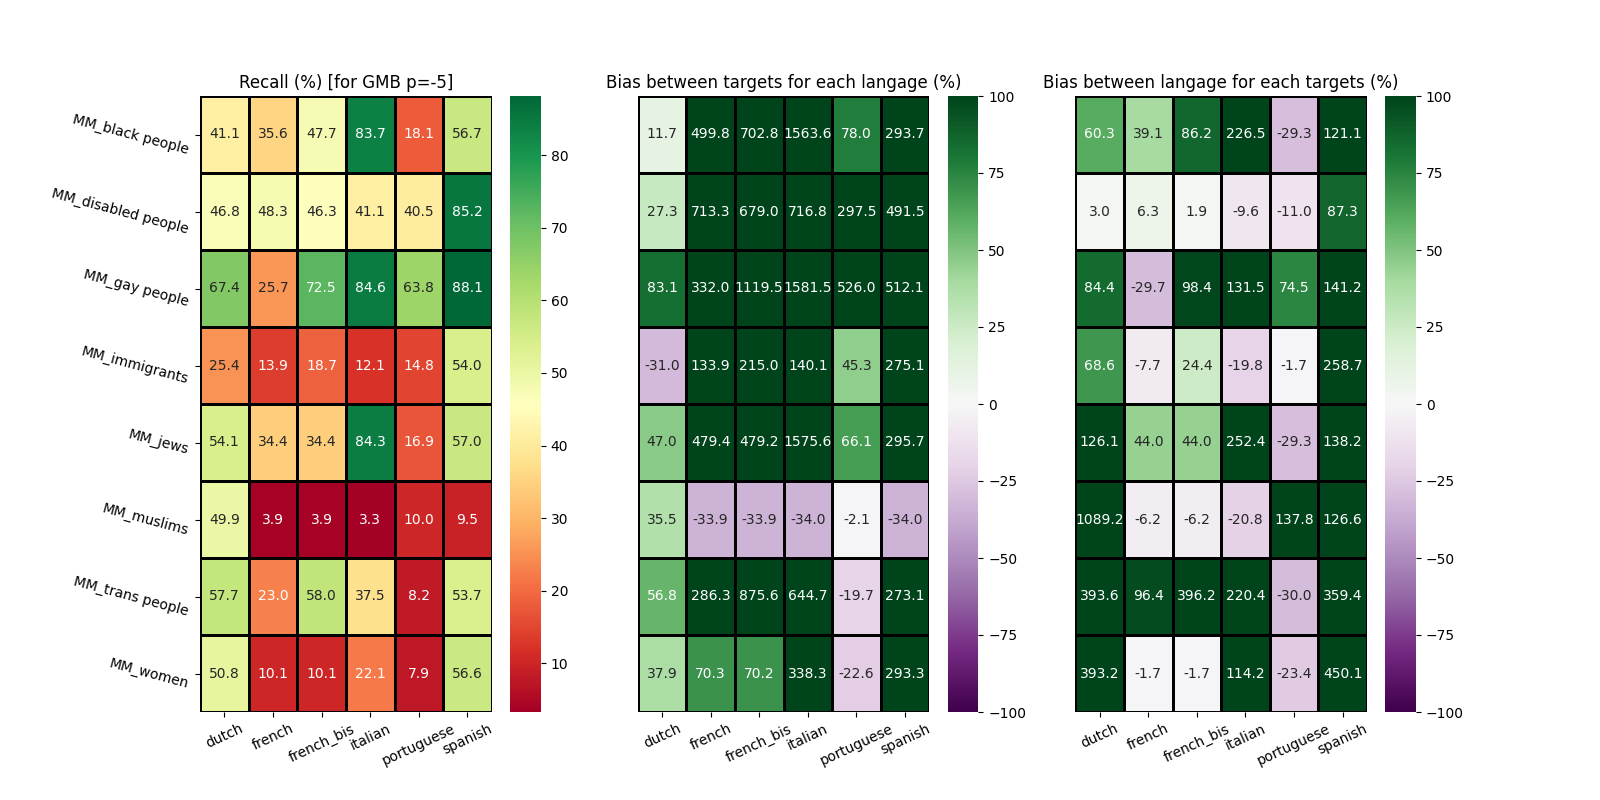 Recall (%) [for GMB p=-5]
Bias between targets for each langage (%)
Bias between langage for each targets (%)
MM_black people 41.1 35.6 47.7 83.7 18.1 56.7
MM_disabled people 46.8 48.3 46.3 41.1 40.5 85.2
MM_gay people 67.4 25.7 72.5 84.6 63.8 88.1
MM_immigrants 25.4 13.9 18.7 12.1 14.8 54.0
MM_jews 54.1 34.4 34.4 84.3 16.9 57.0
MM_muslims 49.9 3.9 3.9 3.3 10.0 9.5
MM_trans people 57.7 23.0 58.0 37.5 8.2 53.7
MM_women 50.8 10.1 10.1 22.1 7.9 56.6
dutch french french_bis italian portuguese spanish
80
70
60
50
40
30
20
10
11.7 499.8 702.8 1563.6 78.0 293.7
27.3 713.3 679.0 716.8 297.5 491.5
83.1 332.0 1119.5 1581.5 526.0 512.1
-31.0 133.9 215.0 140.1 45.3 275.1
47.0 479.4 479.2 1575.6 66.1 295.7
35.5 -33.9 -33.9 -34.0 -2.1 -34.0
56.8 286.3 875.6 644.7 -19.7 273.1
37.9 70.3 70.2 338.3 -22.6 293.3
dutch french french_bis italian portuguese spanish
100
75
50
25
0
−25
−50
−75
−100
60.3 39.1 86.2 226.5 -29.3 121.1
3.0 6.3 1.9 -9.6 -11.0 87.3
84.4 -29.7 98.4 131.5 74.5 141.2
68.6 -7.7 24.4 -19.8 -1.7 258.7
126.1 44.0 44.0 252.4 -29.3 138.2
1089.2 -6.2 -6.2 -20.8 137.8 126.6
393.6 96.4 396.2 220.4 -30.0 359.4
393.2 -1.7 -1.7 114.2 -23.4 450.1
dutch french french_bis italian portuguese spanish
100
75
50
25
0
−25
−50
−75
−100